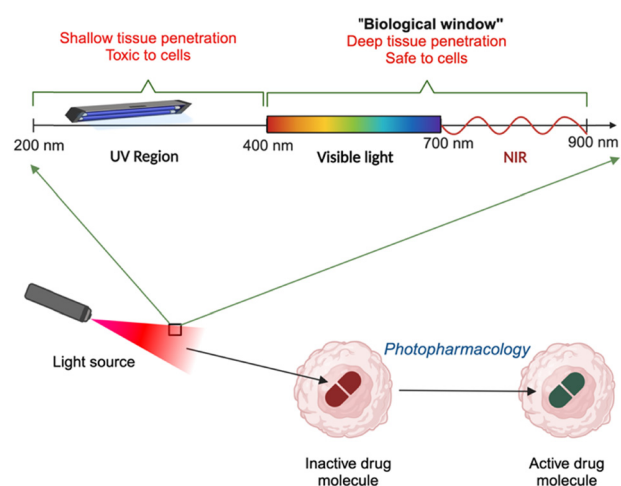 "Biological window"
Shallow tissue penetration
Toxic to cells
Deep tissue penetration
Safe to cells
200 nm
UV Region
400 nm
Visible light
700 nm
NIR
900 nm
Light source
Photopharmacology
Inactive drug
molecule
Active drug
molecule